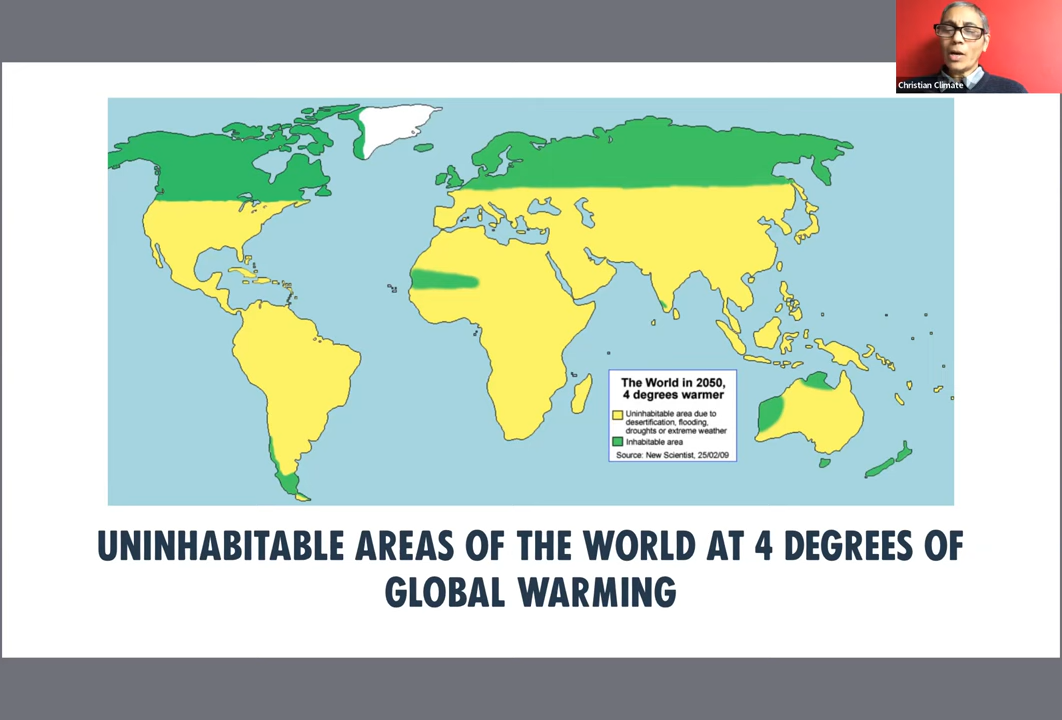 Christian Climate
The World in 2050,
4 degrees warmer
Uninhabitable area due to
desertification, flooding,
droughts or extreme weather
Inhabitable area
Source: New Scientist, 25/02/09
UNINHABITABLE AREAS OF THE WORLD AT 4 DEGREES OF
GLOBAL WARMING